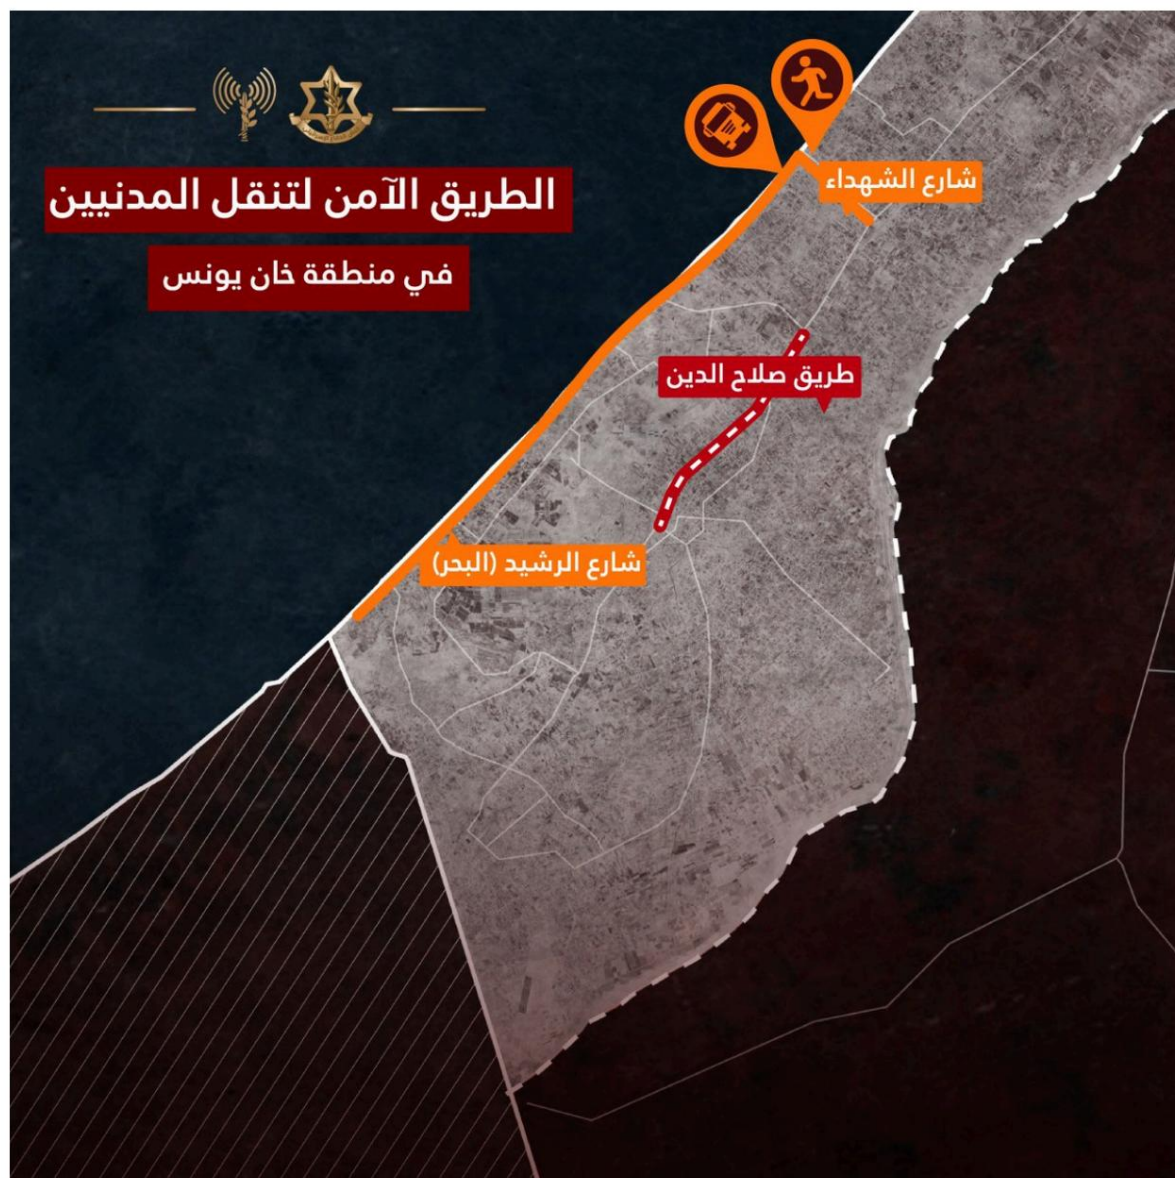 الطريق الآمن لتنقل المدنيين
في منطقة خان يونس
شارع الشهداء
طريق صلاح الدين
شارع الرشيد (البحر)